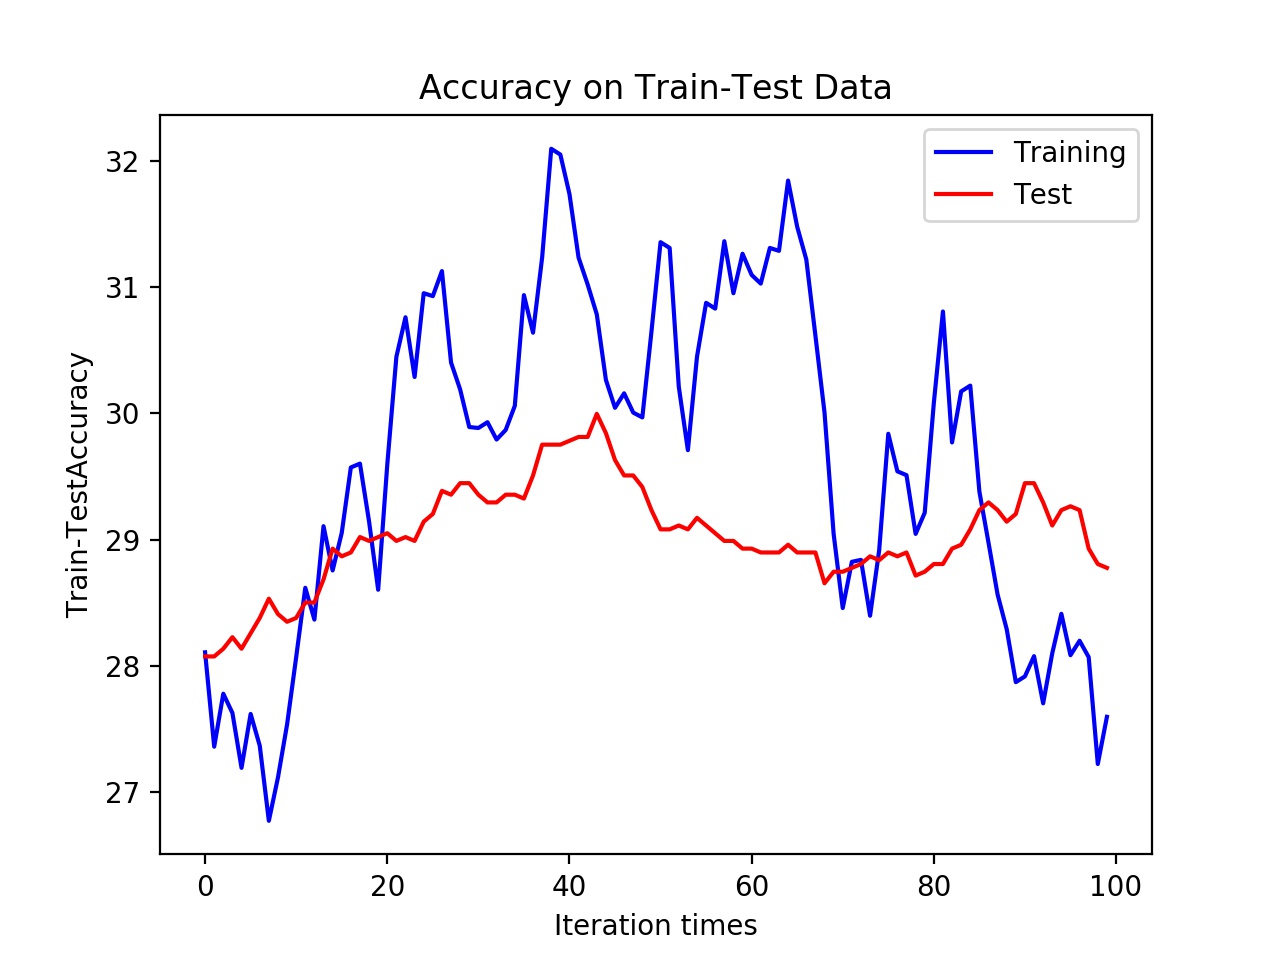 Accuracy on Train-Test Data
Training
Test
32
31
30
29
28
27
Train-TestAccuracy
0 20 40 60 80 100
Iteration times